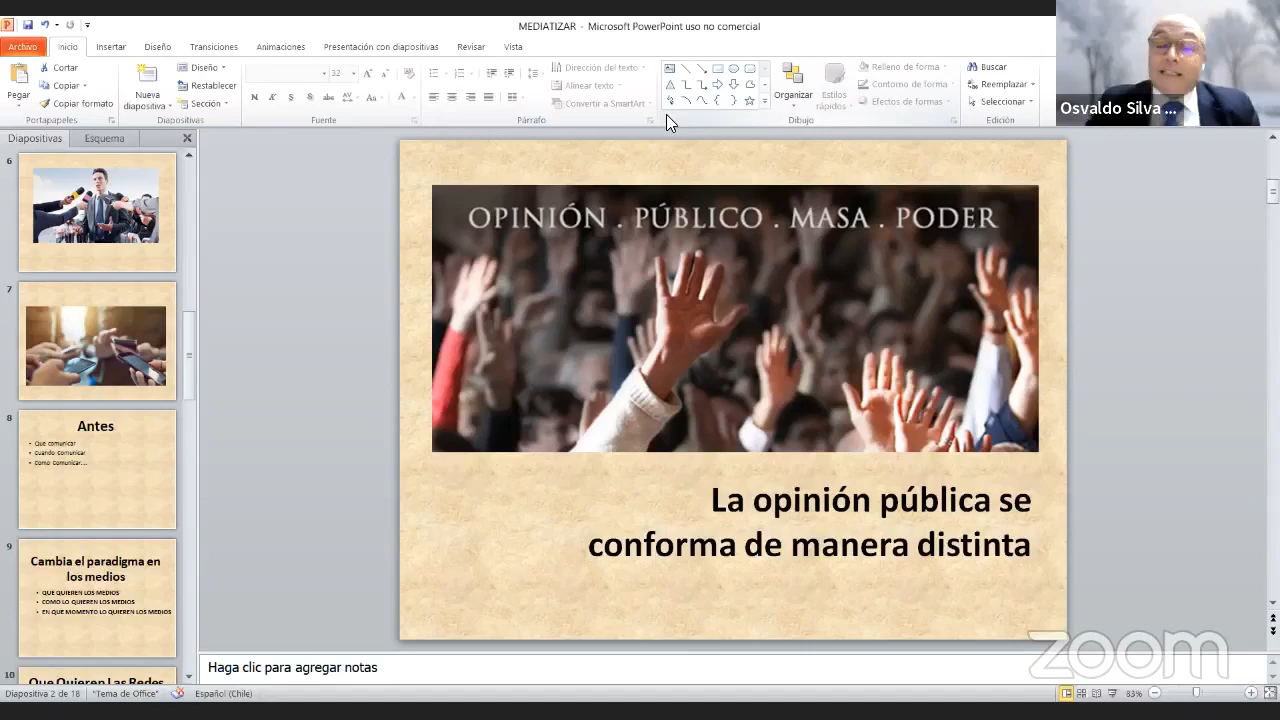 MEDIATIZAR - Microsoft PowerPoint uso no comercial
Archivo
Inicio
Insertar
Diseño
Transiciones
Animaciones
Presentación con diapositivas
Revisar
Vista
Pegar
Cortar
Copiar
Copiar formato
Portapapeles
Nueva
diapositiva
Diseño
Restablecer
Sección
Diapositivas
32
Fuente
Dirección del texto
Alinear texto
Convertir a SmartArt
Párrafo
Organizar
Estilos
rápidos
Relleno de forma
Contorno de forma
Efectos de formas
Dibujo
Buscar
Reemplazar
Seleccionar
Edición
Osvaldo Silva ...
Diapositivas
Esquema
6
7
8
Antes
Que comunicar
Cuando Comunicar
Como Comunicar...
9
Cambia el paradigma en
los medios
QUE QUIEREN LOS MEDIOS
COMO LO QUIEREN LOS MEDIOS
EN QUE MOMENTO LO QUIEREN LOS MEDIOS
10
Que Quieren Las Redes
OPINIÓN . PÚBLICO . MASA . PODER
La opinión pública se
conforma de manera distinta
Haga clic para agregar notas
zoom
Diapositiva 2 de 18
"Tema de Office"
Español (Chile)
83%